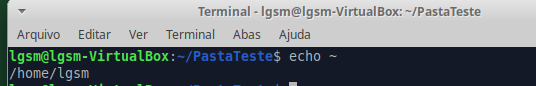 Terminal - lgsm@lgsm-VirtualBox: ~/PastaTeste
Arquivo Editar Ver Terminal Abas Ajuda
lgsm@lgsm-VirtualBox:~/PastaTeste$ echo ~
/home/lgsm